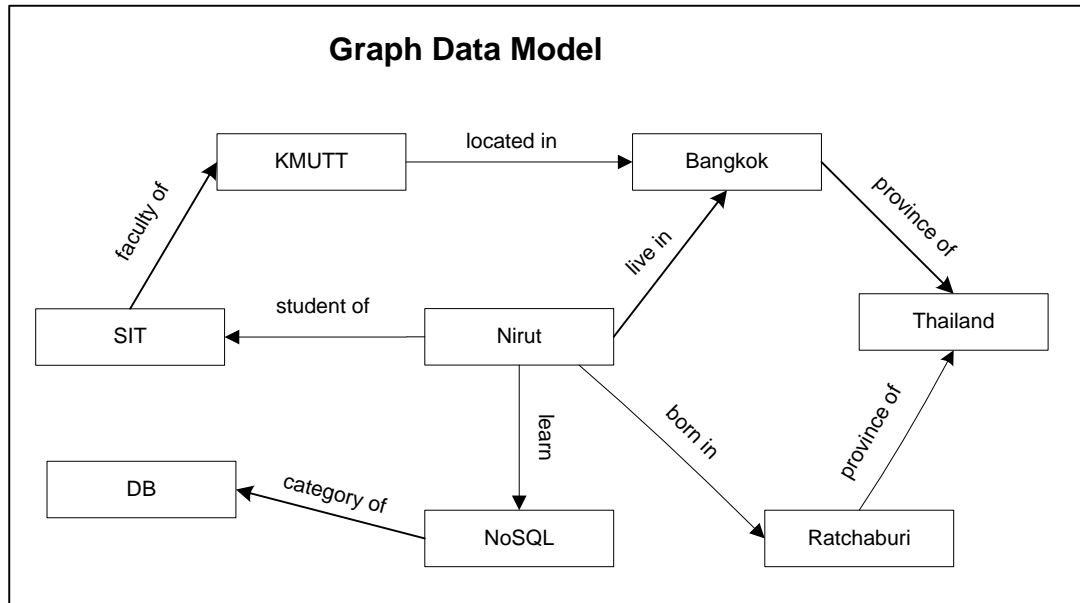 Graph Data Model
KMUTT
located in
Bangkok
faculty of
live in
province of
SIT
student of
Nirut
Thailand
learn
born in
province of
DB
category of
NoSQL
Ratchaburi